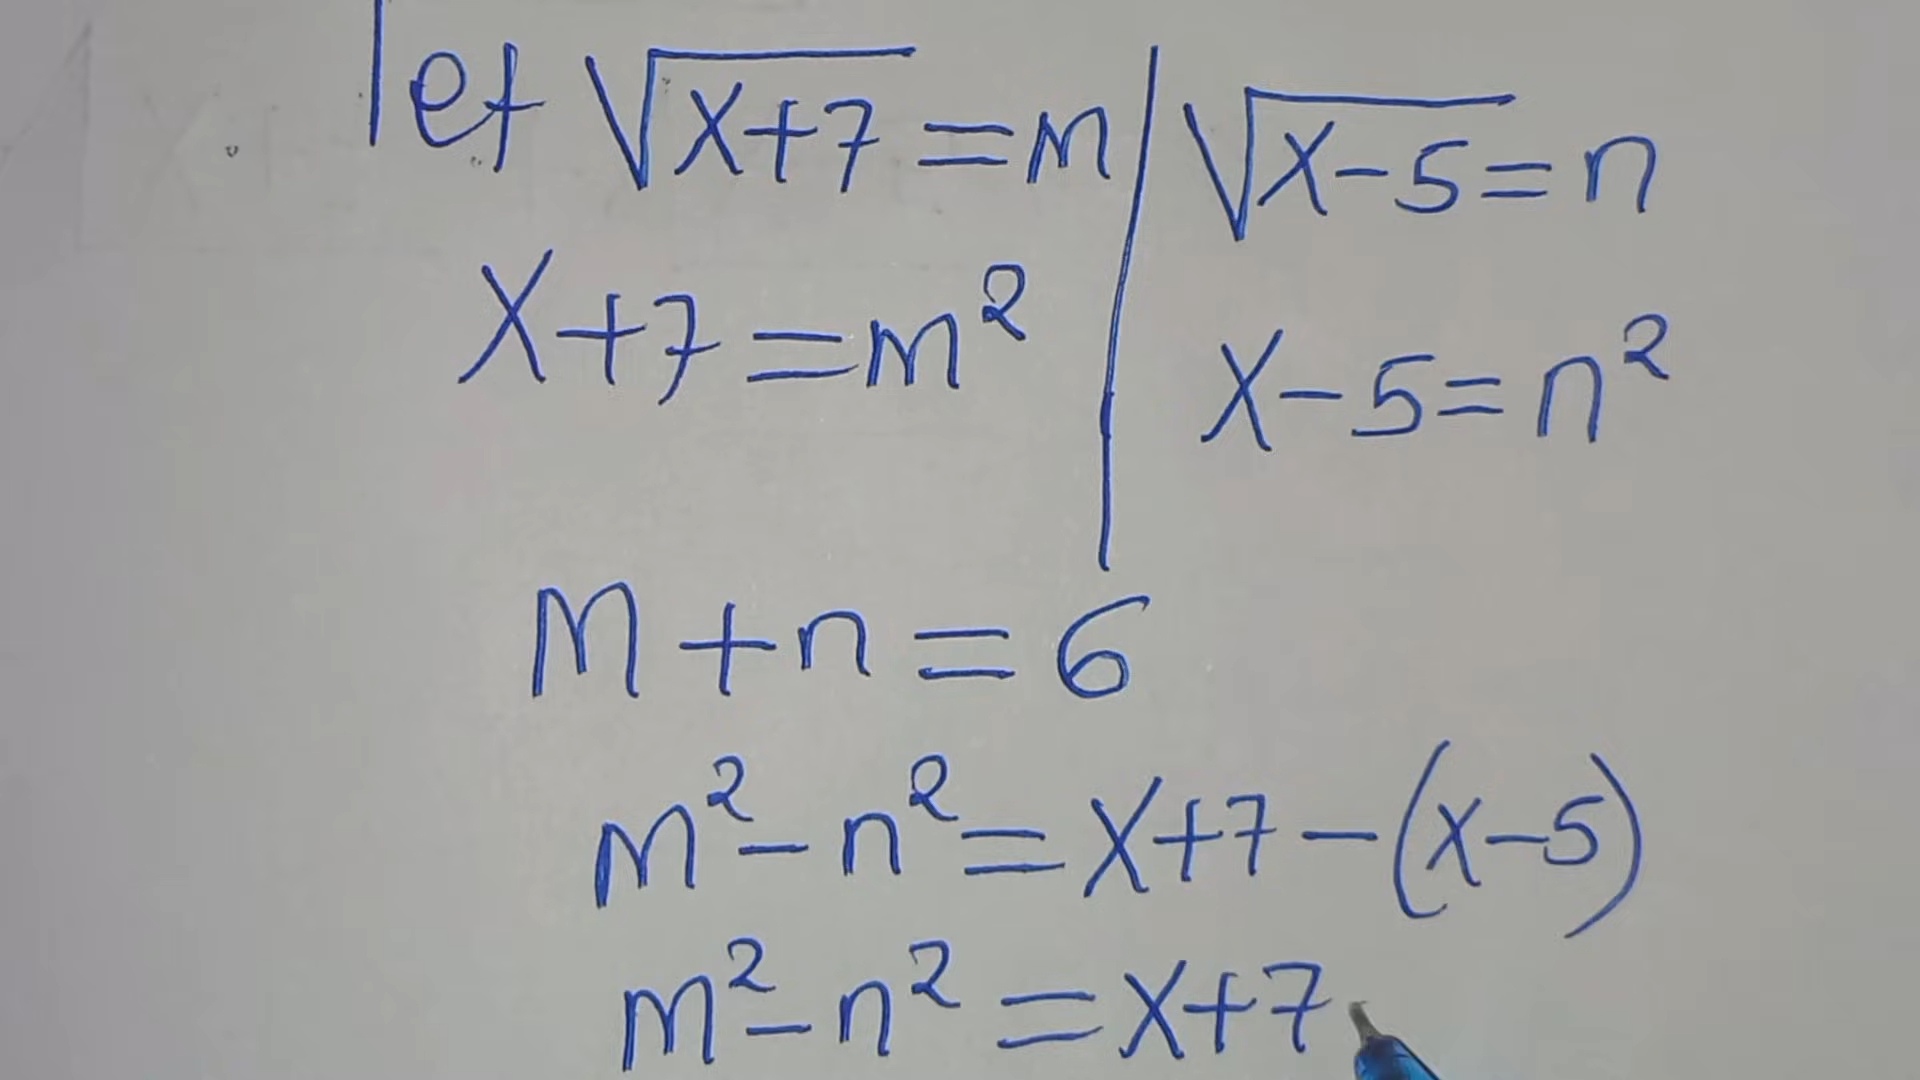 let √x+7 = m | √x-5 = n
x+7 = m² | x-5 = n²
m + n = 6
m² - n² = x+7 - (x-5)
m² - n² = x+7